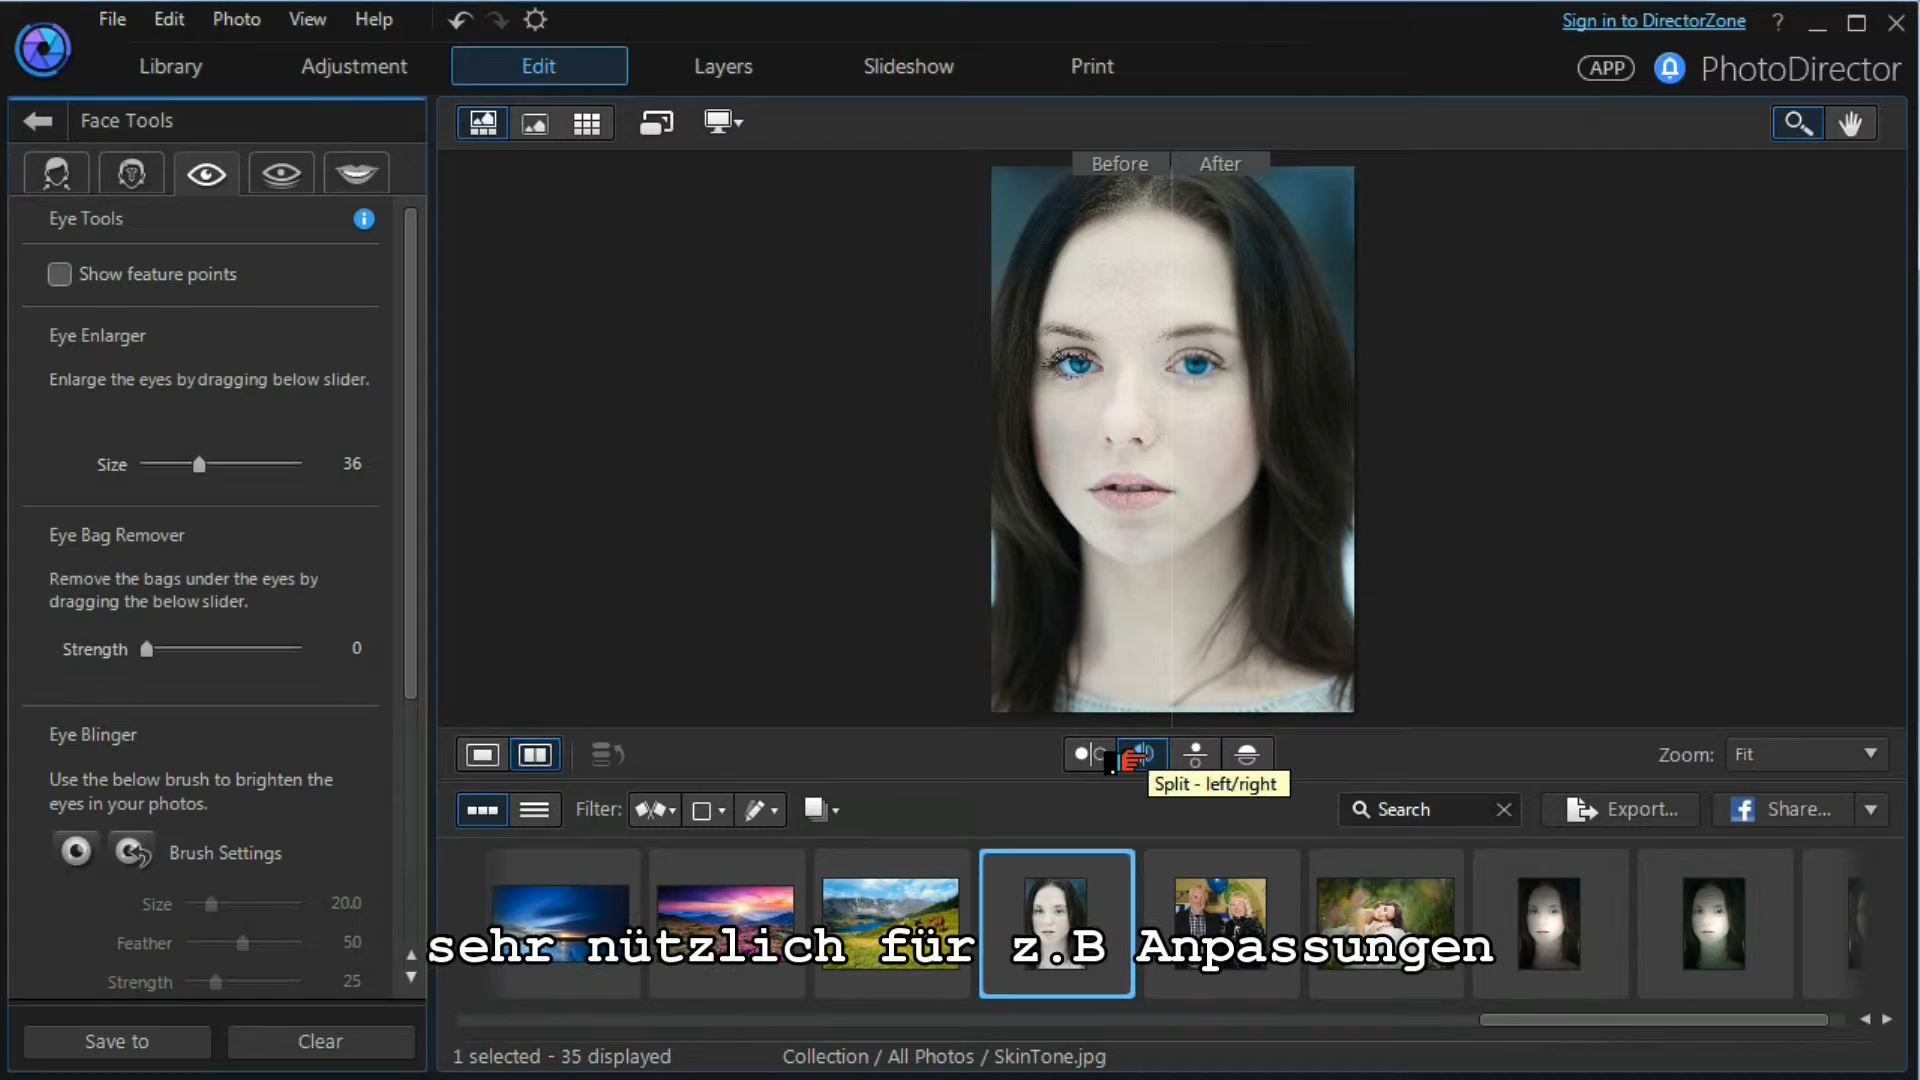 File Edit Photo View Help
Sign in to DirectorZone ?
Library Adjustment Edit Layers Slideshow Print
APP PhotoDirector
Face Tools
Before After
Eye Tools
Show feature points
Eye Enlarger
Enlarge the eyes by dragging below slider.
Size 36
Eye Bag Remover
Remove the bags under the eyes by
dragging the below slider.
Strength 0
Eye Blinger
Use the below brush to brighten the
eyes in your photos.
Brush Settings
Size 20.0
Feather 50
Strength 25
Save to Clear
Zoom: Fit
Split - left/right
Filter: Search Export... Share...
sehr nützlich für z.B Anpassungen
1 selected - 35 displayed Collection / All Photos / SkinTone.jpg